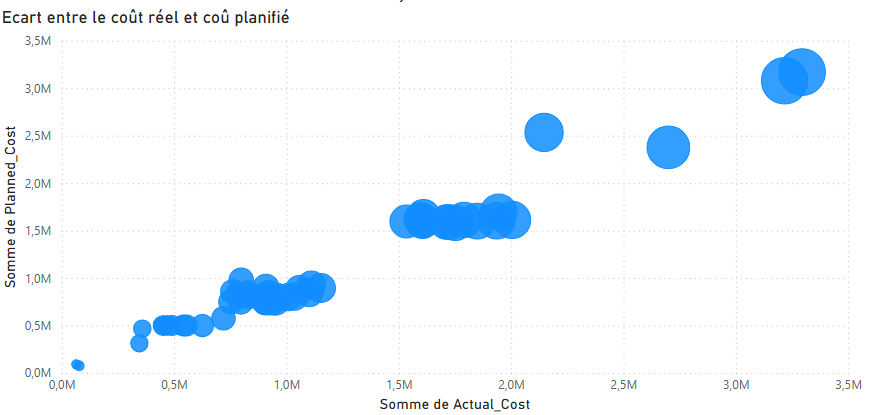 Ecart entre le coût réel et coû planifié
3,5M
3,0M
2,5M
2,0M
1,5M
1,0M
0,5M
0,0M
Somme de Planned_Cost
0,0M 0,5M 1,0M 1,5M 2,0M 2,5M 3,0M 3,5M
Somme de Actual_Cost